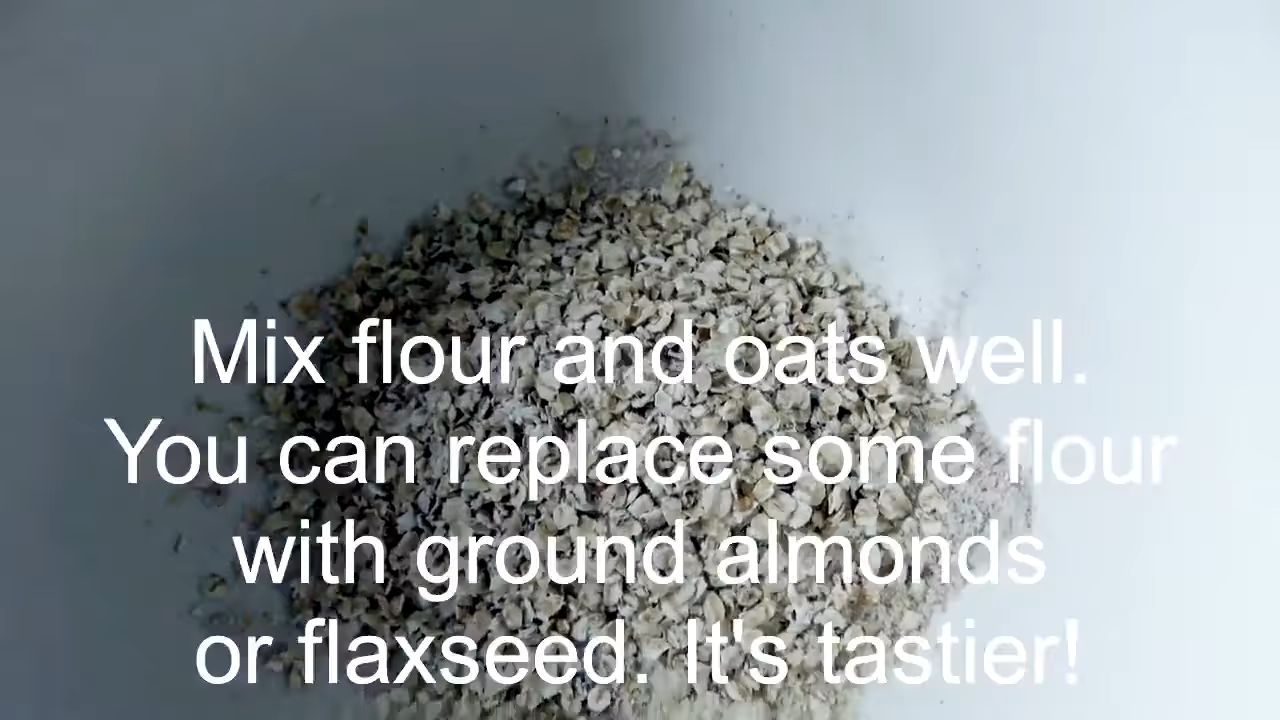 Mix flour and oats well.
You can replace some flour
with ground almonds
or flaxseed. It's tastier!